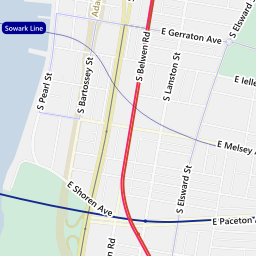 Sowark Line
E Gerraton Ave
S Elsward St
S Belwen Rd
S Lanston St
S Pearl St
S Bartossey St
E Melsey
E Shoren Ave
S Elsward St
E Paceton